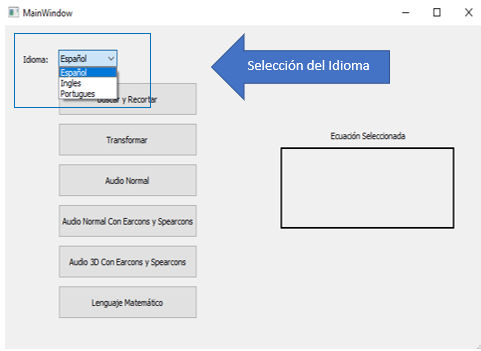 MainWindow
Idioma:
Español
Español
Ingles
Portugues
Selección del Idioma
Buscar y Recortar
Transformar
Ecuación Seleccionada
Audio Normal
Audio Normal Con Earcons y Spearcons
Audio 3D Con Earcons y Spearcons
Lenguaje Matemático